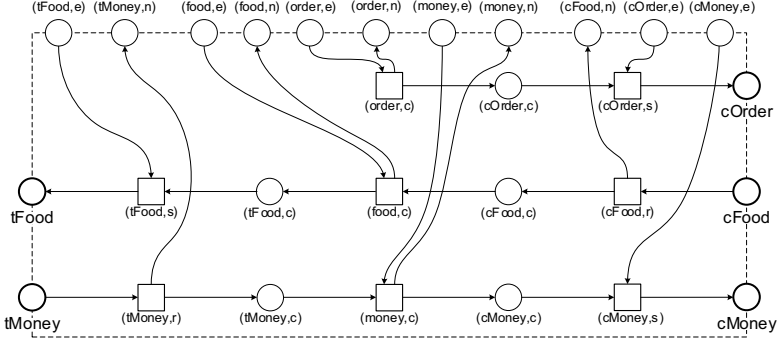 (tFood,e) (tMoney,n) (food,e) (food,n) (order,e) (order,n) (money,e) (money,n) (cFood,n) (cOrder,e) (cMoney,e)
(order,c) (cOrder,c) (cOrder,s)
cOrder
(tFood,s) (tFood,c) (food,c) (cFood,c) (cFood,r)
tFood cFood
(tMoney,r) (tMoney,c) (money,c) (cMoney,c) (cMoney,s)
tMoney cMoney